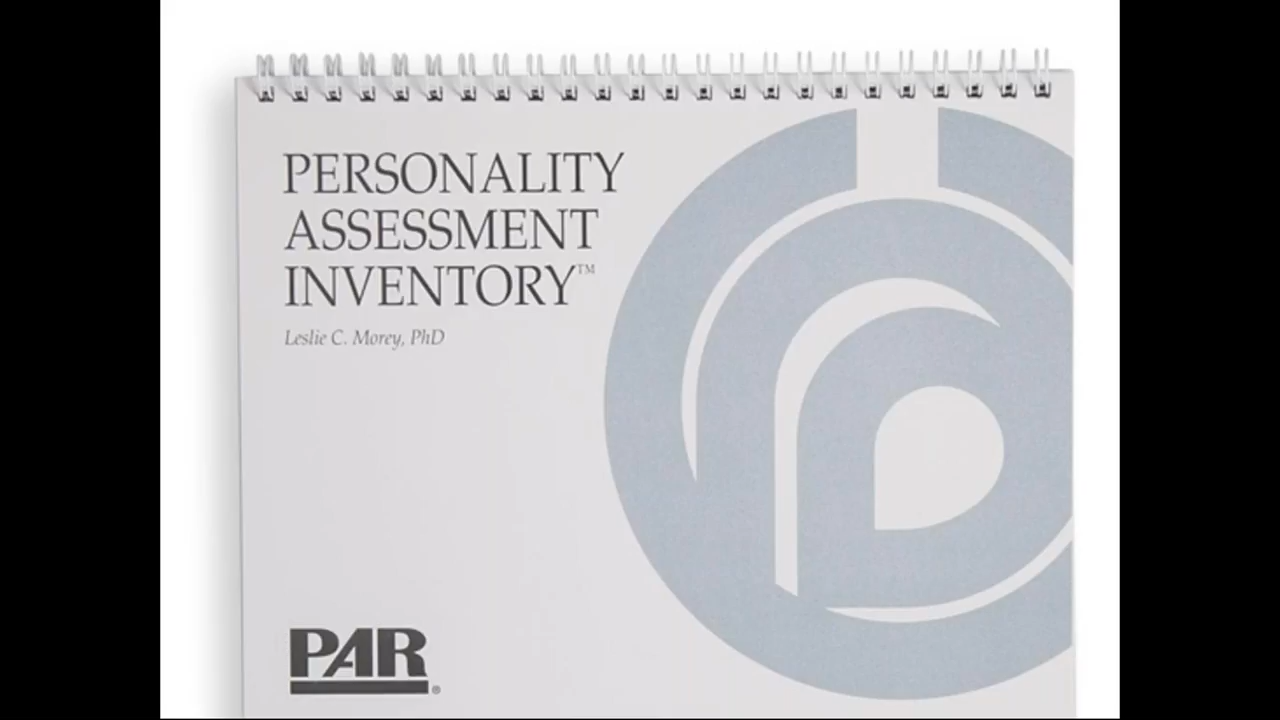 PERSONALITY
ASSESSMENT
INVENTORY™
Leslie C. Morey, PhD
PAR®